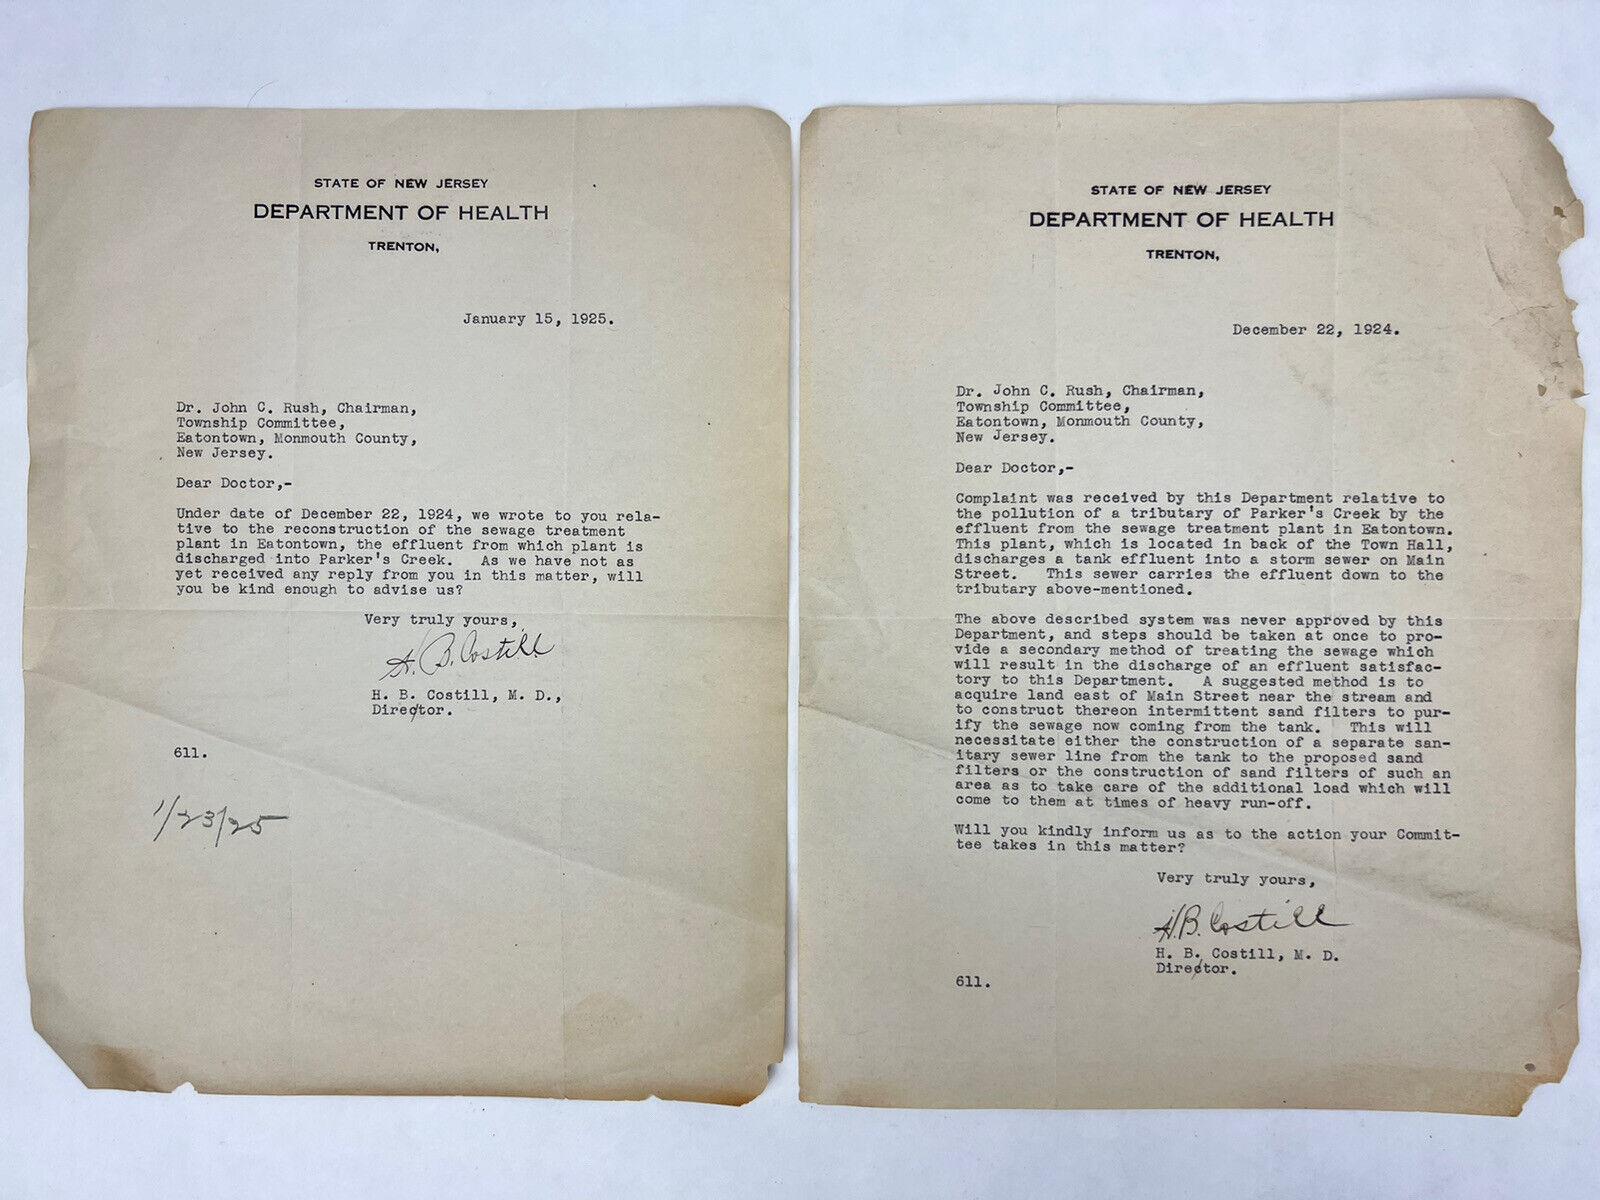 STATE OF NEW JERSEY
DEPARTMENT OF HEALTH
TRENTON,
January 15, 1925.
Dr. John C. Rush, Chairman,
Township Committee,
Eatontown, Monmouth County,
New Jersey.
Dear Doctor,-
Under date of December 22, 1924, we wrote to you rela-
tive to the reconstruction of the sewage treatment
plant in Eatontown, the effluent from which plant is
discharged into Parker's Creek. As we have not as
yet received any reply from you in this matter, will
you be kind enough to advise us?
Very truly yours,
H. B. Costill
H. B. Costill, M. D.,
Director.
611.
1/23/25
STATE OF NEW JERSEY
DEPARTMENT OF HEALTH
TRENTON,
December 22, 1924.
Dr. John C. Rush, Chairman,
Township Committee,
Eatontown, Monmouth County,
New Jersey.
Dear Doctor,-
Complaint was received by this Department relative to
the pollution of a tributary of Parker's Creek by the
effluent from the sewage treatment plant in Eatontown.
This plant, which is located in back of the Town Hall,
discharges a tank effluent into a storm sewer on Main
Street. This sewer carries the effluent down to the
tributary above-mentioned.
The above described system was never approved by this
Department, and steps should be taken at once to pro-
vide a secondary method of treating the sewage which
will result in the discharge of an effluent satisfac-
tory to this Department. A suggested method is to
acquire land east of Main Street near the stream and
to construct thereon intermittent sand filters to pur-
ify the sewage now coming from the tank. This will
necessitate either the construction of a separate san-
itary sewer line from the tank to the proposed sand
filters or the construction of sand filters of such an
area as to take care of the additional load which will
come to them at times of heavy run-off.
Will you kindly inform us as to the action your Commit-
tee takes in this matter?
Very truly yours,
H. B. Costill
H. B. Costill, M. D.
Director.
611.